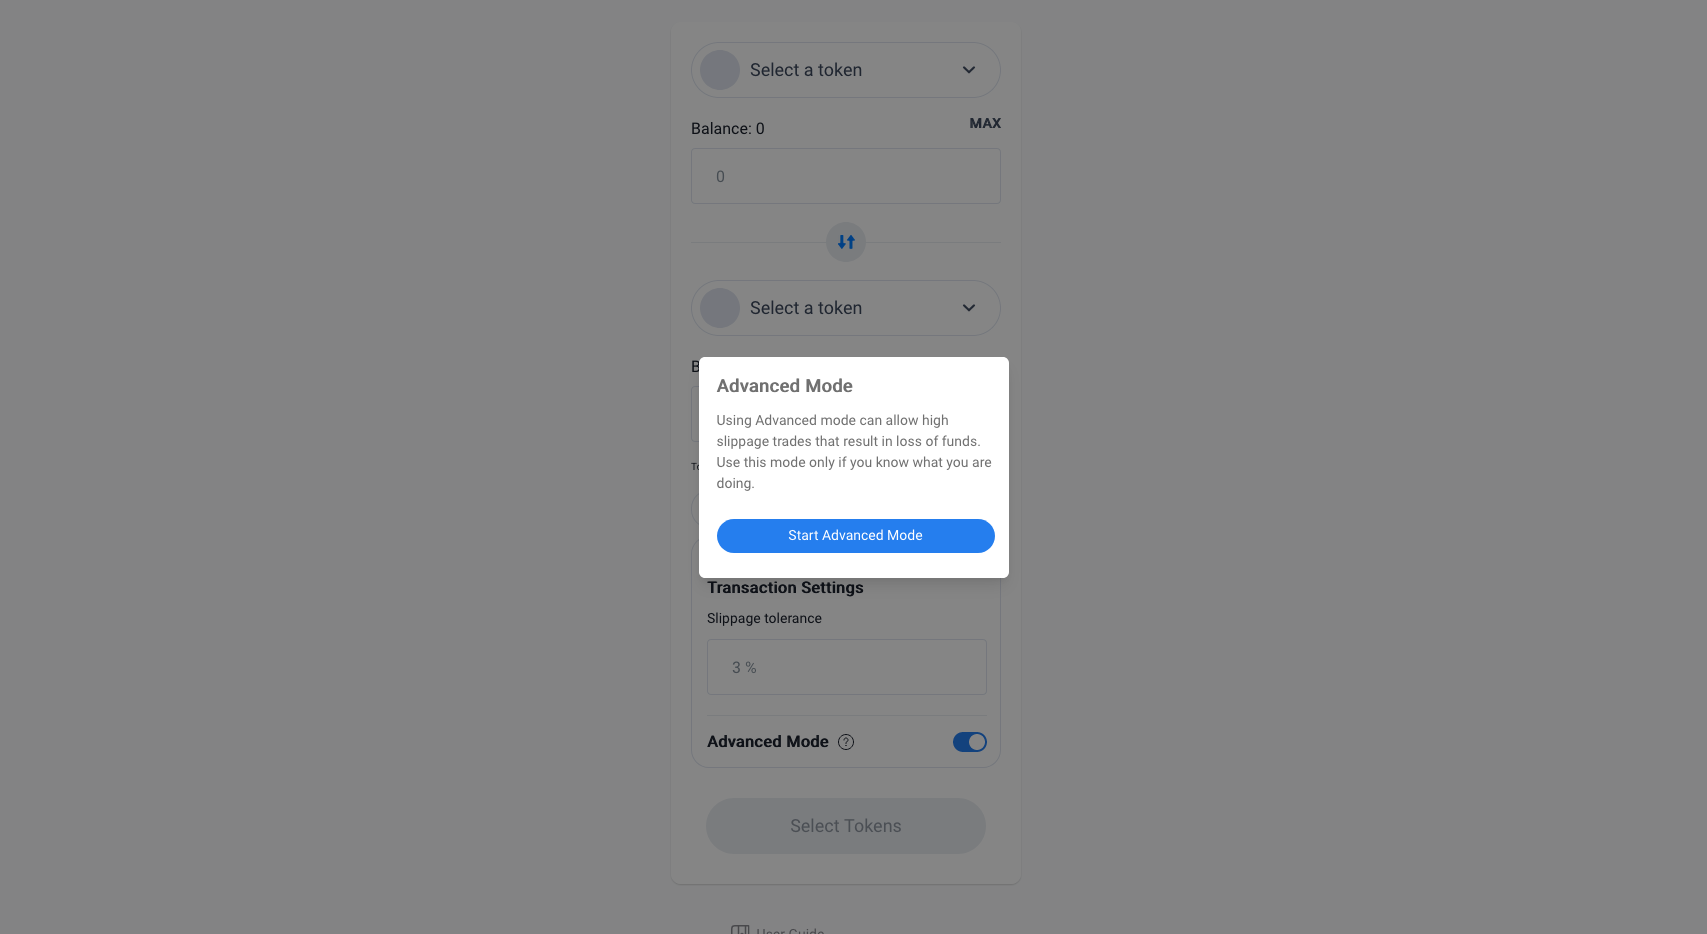 Select a token
Balance: 0
MAX
0
Select a token
Advanced Mode
Using Advanced mode can allow high
slippage trades that result in loss of funds.
Use this mode only if you know what you are
doing.
Start Advanced Mode
Transaction Settings
Slippage tolerance
3 %
Advanced Mode ?
Select Tokens
User Guide